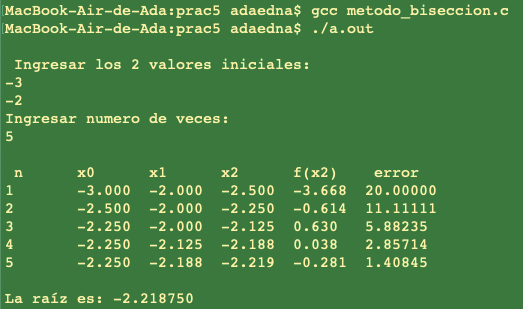 MacBook-Air-de-Ada:prac5 adaedna$ gcc metodo_biseccion.c
MacBook-Air-de-Ada:prac5 adaedna$ ./a.out
Ingresar los 2 valores iniciales:
-3
-2
Ingresar numero de veces:
5
n x0 x1 x2 f(x2) error
1 -3.000 -2.000 -2.500 -3.668 20.00000
2 -2.500 -2.000 -2.250 -0.614 11.11111
3 -2.250 -2.000 -2.125 0.630 5.88235
4 -2.250 -2.125 -2.188 0.038 2.85714
5 -2.250 -2.188 -2.219 -0.281 1.40845
La raíz es: -2.218750